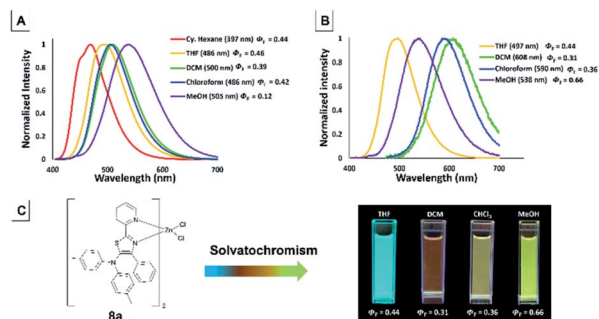 A
Cy. Hexane (397 nm) ΦF = 0.44
THF (486 nm) ΦF = 0.46
DCM (500 nm) ΦF = 0.39
Chloroform (486 nm) ΦF = 0.42
MeOH (505 nm) ΦF = 0.12
Normalized Intensity
1
0.8
0.6
0.4
0.2
0
400 500 600 700
Wavelength (nm)
B
THF (497 nm) ΦF = 0.44
DCM (608 nm) ΦF = 0.31
Chloroform (590 nm) ΦF = 0.36
MeOH (538 nm) ΦF = 0.66
Normalized Intensity
1
0.8
0.6
0.4
0.2
0
400 500 600 700
Wavelength (nm)
C
N
Zn
Cl
Cl
S
N
N
2
8a
Solvatochromism
THF DCM CHCl3 MeOH
ΦF = 0.44 ΦF = 0.31 ΦF = 0.36 ΦF = 0.66